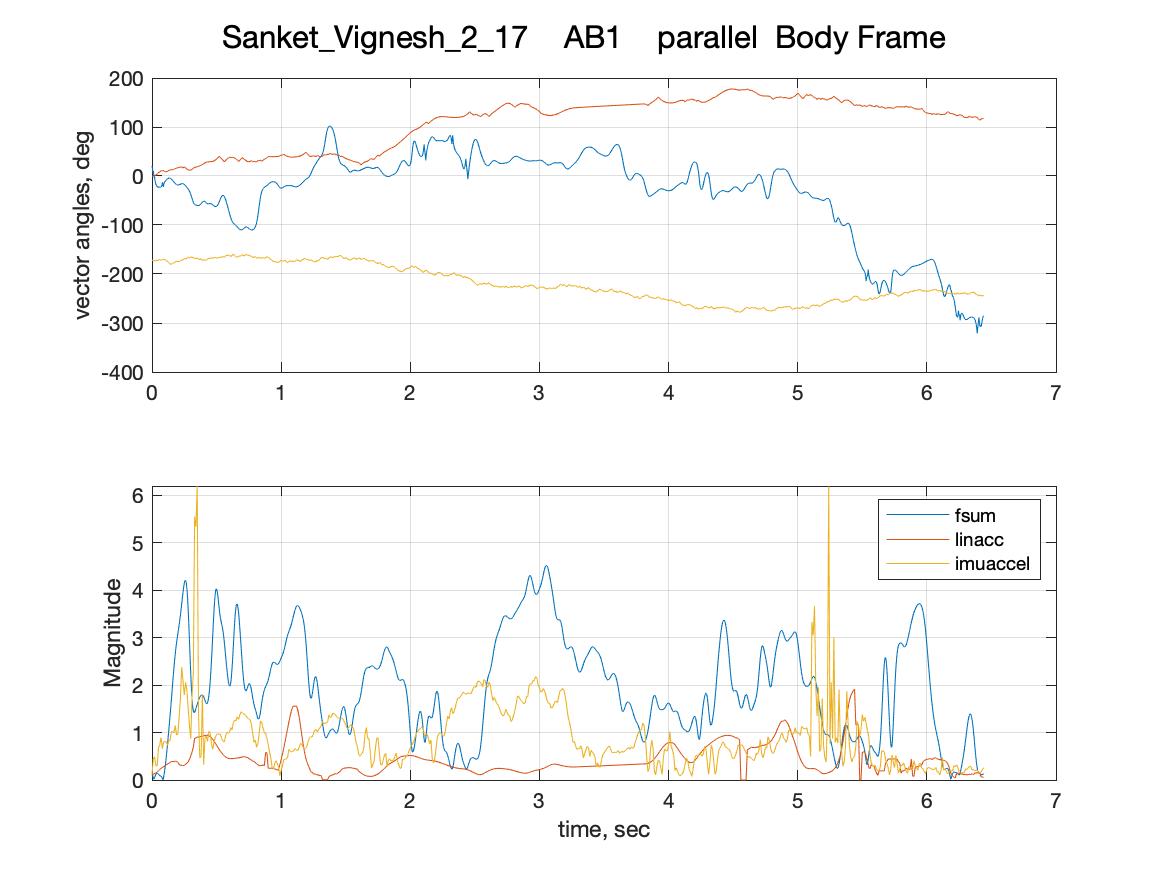 Sanket_Vignesh_2_17 AB1 parallel Body Frame
200
100
0
-100
-200
-300
-400
vector angles, deg
0 1 2 3 4 5 6 7
6
5
4
3
2
1
0
Magnitude
fsum
linacc
imuaccel
0 1 2 3 4 5 6 7
time, sec